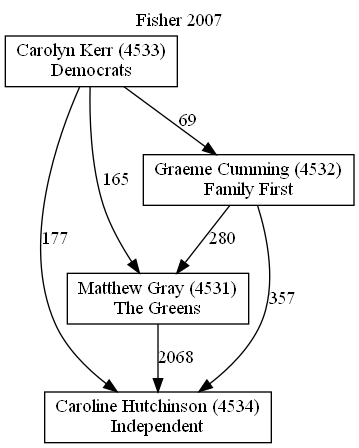 Fisher 2007
Carolyn Kerr (4533)
Democrats
69
Graeme Cumming (4532)
Family First
165
177
280
357
Matthew Gray (4531)
The Greens
2068
Caroline Hutchinson (4534)
Independent